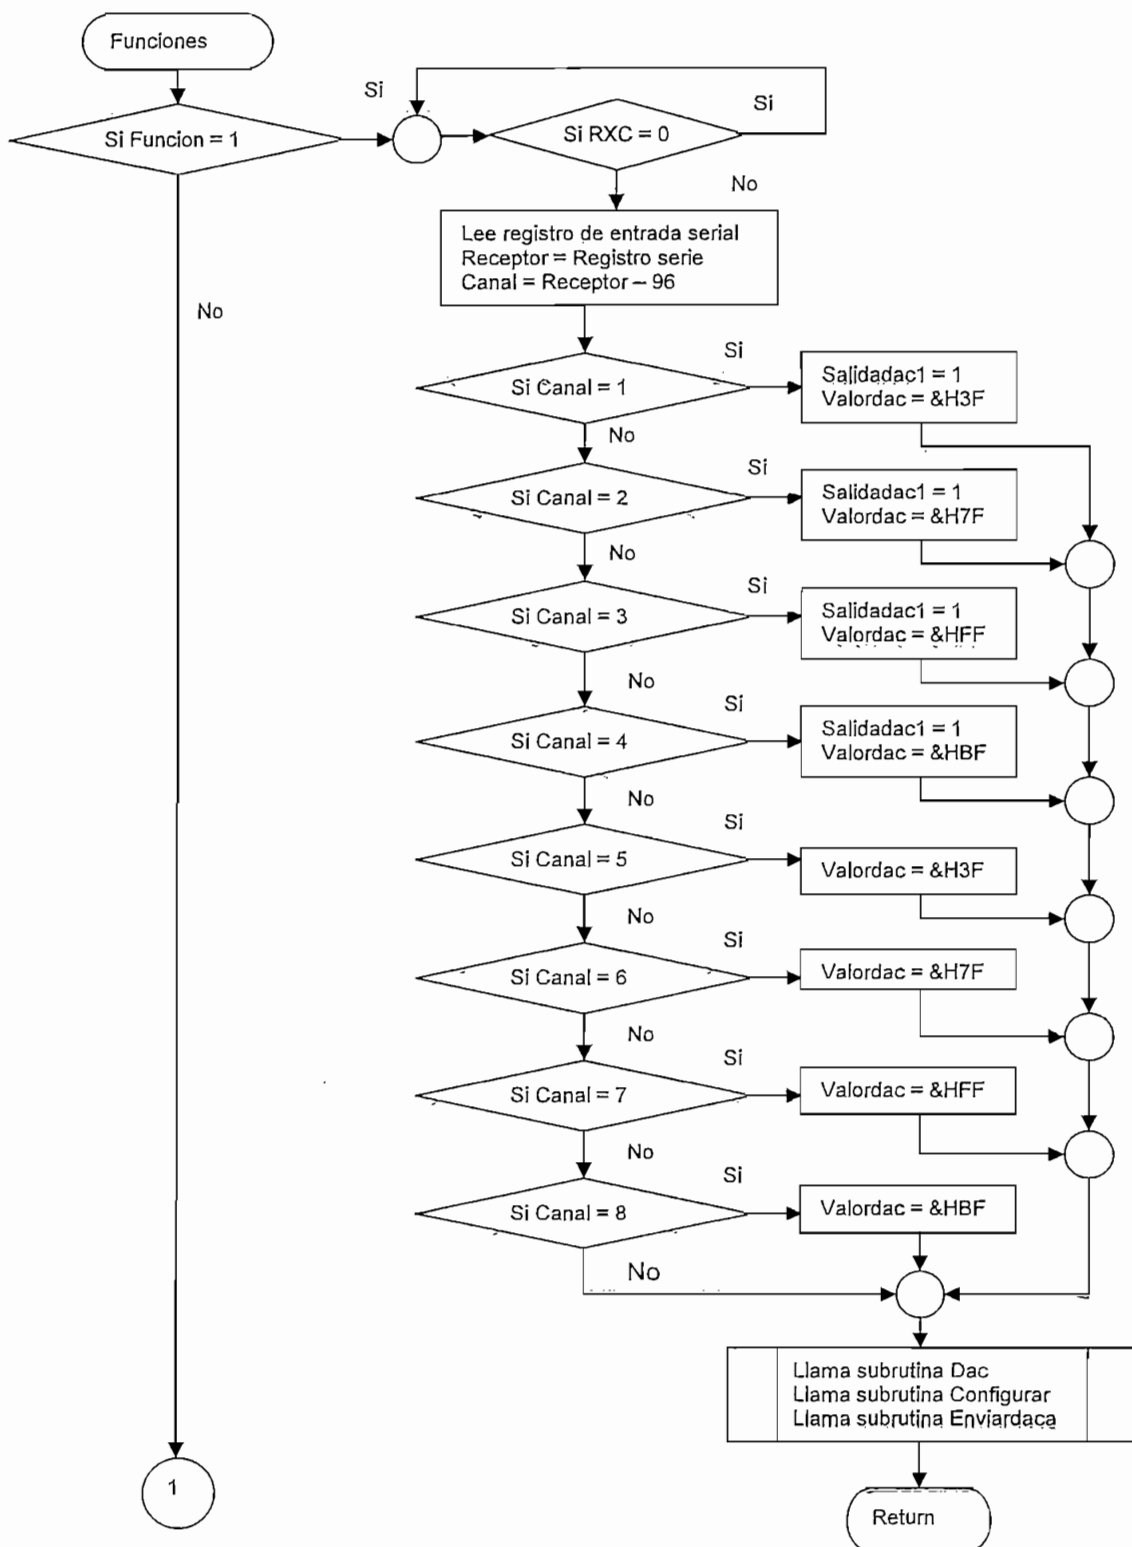 Funciones
Si
Si
Si Funcion = 1
Si RXC = 0
No
Lee registro de entrada serial
Receptor = Registro serie
Canal = Receptor – 96
No
Si
Si Canal = 1
Salidadac1 = 1
Valordac = &H3F
No
Si
Si Canal = 2
Salidadac1 = 1
Valordac = &H7F
No
Si
Si Canal = 3
Salidadac1 = 1
Valordac = &HFF
No
Si
Si Canal = 4
Salidadac1 = 1
Valordac = &HBF
No
Si
Si Canal = 5
Valordac = &H3F
No
Si
Si Canal = 6
Valordac = &H7F
No
Si
Si Canal = 7
Valordac = &HFF
No
Si
Si Canal = 8
Valordac = &HBF
No
Llama subrutina Dac
Llama subrutina Configurar
Llama subrutina Enviardaca
1
Return